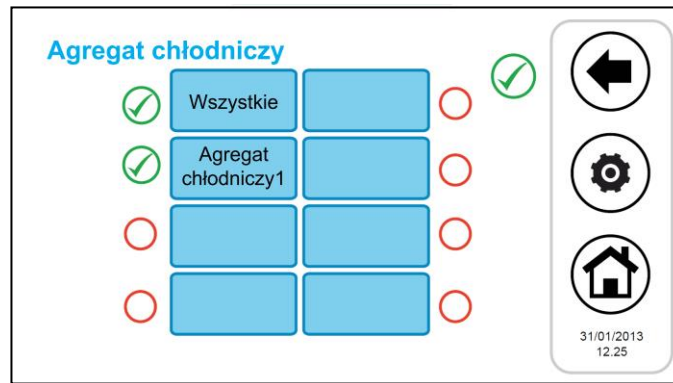 Agregat chłodniczy
Wszystkie
Agregat
chłodniczy1
31/01/2013
12.25